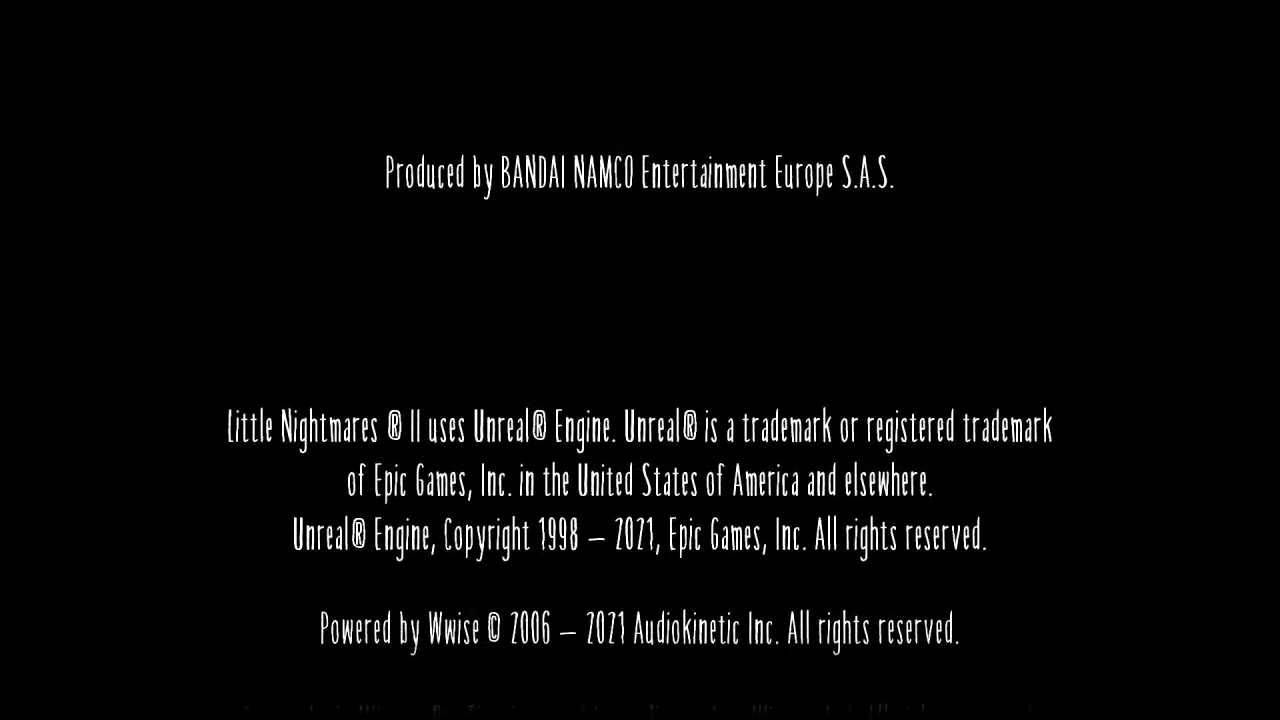 Produced by BANDAI NAMCO Entertainment Europe S.A.S.
Little Nightmares ® II uses Unreal® Engine. Unreal® is a trademark or registered trademark
of Epic Games, Inc. in the United States of America and elsewhere.
Unreal® Engine, Copyright 1998 – 2021, Epic Games, Inc. All rights reserved.
Powered by Wwise © 2006 – 2021 Audiokinetic Inc. All rights reserved.